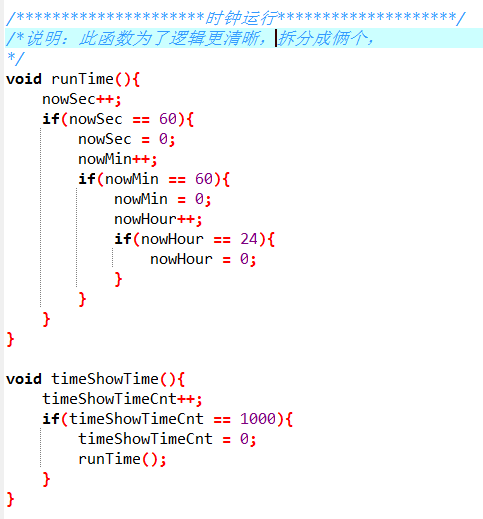 /*********************时钟运行********************/
/*说明：此函数为了逻辑更清晰，拆分成俩个，
*/
void runTime(){
    nowSec++;
    if(nowSec == 60){
        nowSec = 0;
        nowMin++;
        if(nowMin == 60){
            nowMin = 0;
            nowHour++;
            if(nowHour == 24){
                nowHour = 0;
            }
        }
    }
}

void timeShowTime(){
    timeShowTimeCnt++;
    if(timeShowTimeCnt == 1000){
        timeShowTimeCnt = 0;
        runTime();
    }
}